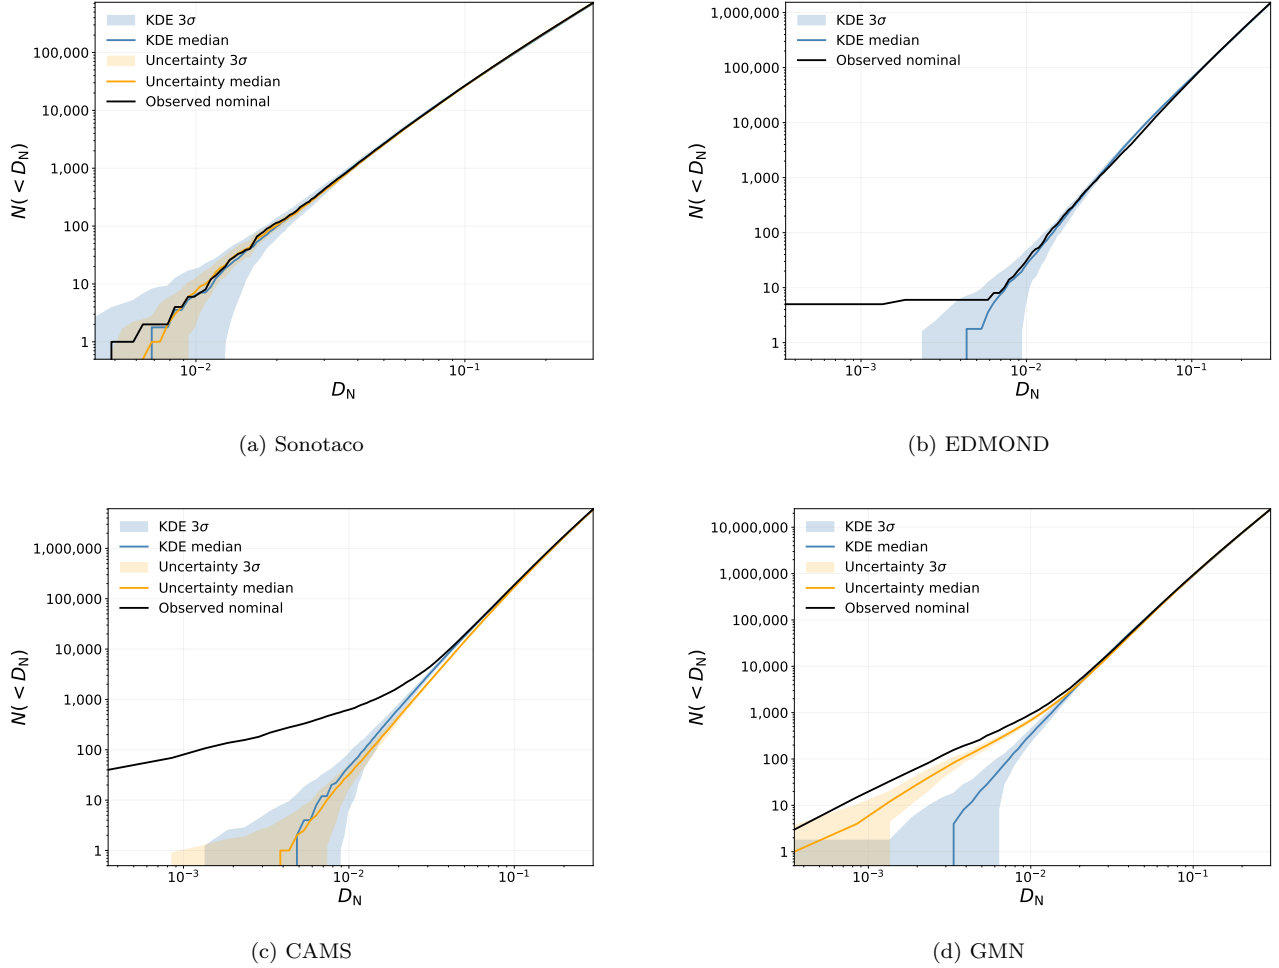 KDE 3σ
KDE median
Uncertainty 3σ
Uncertainty median
Observed nominal
100,000
10,000
1,000
100
10
1
10⁻²
10⁻¹
N(< D_N)
D_N
(a) Sonotaco
KDE 3σ
KDE median
Observed nominal
1,000,000
100,000
10,000
1,000
100
10
1
10⁻³
10⁻²
10⁻¹
N(< D_N)
D_N
(b) EDMOND
KDE 3σ
KDE median
Uncertainty 3σ
Uncertainty median
Observed nominal
1,000,000
100,000
10,000
1,000
100
10
1
10⁻³
10⁻²
10⁻¹
N(< D_N)
D_N
(c) CAMS
KDE 3σ
KDE median
Uncertainty 3σ
Uncertainty median
Observed nominal
10,000,000
1,000,000
100,000
10,000
1,000
100
10
1
10⁻³
10⁻²
10⁻¹
N(< D_N)
D_N
(d) GMN